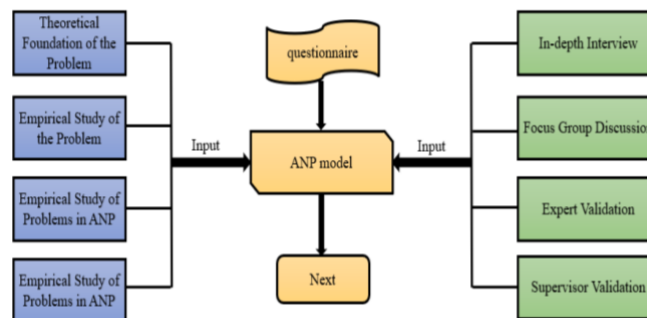 Theoretical
Foundation of the
Problem
Empirical Study of
the Problem
Empirical Study of
Problems in ANP
Empirical Study of
Problems in ANP
Input
questionnaire
ANP model
Next
Input
In-depth Interview
Focus Group Discussion
Expert Validation
Supervisor Validation